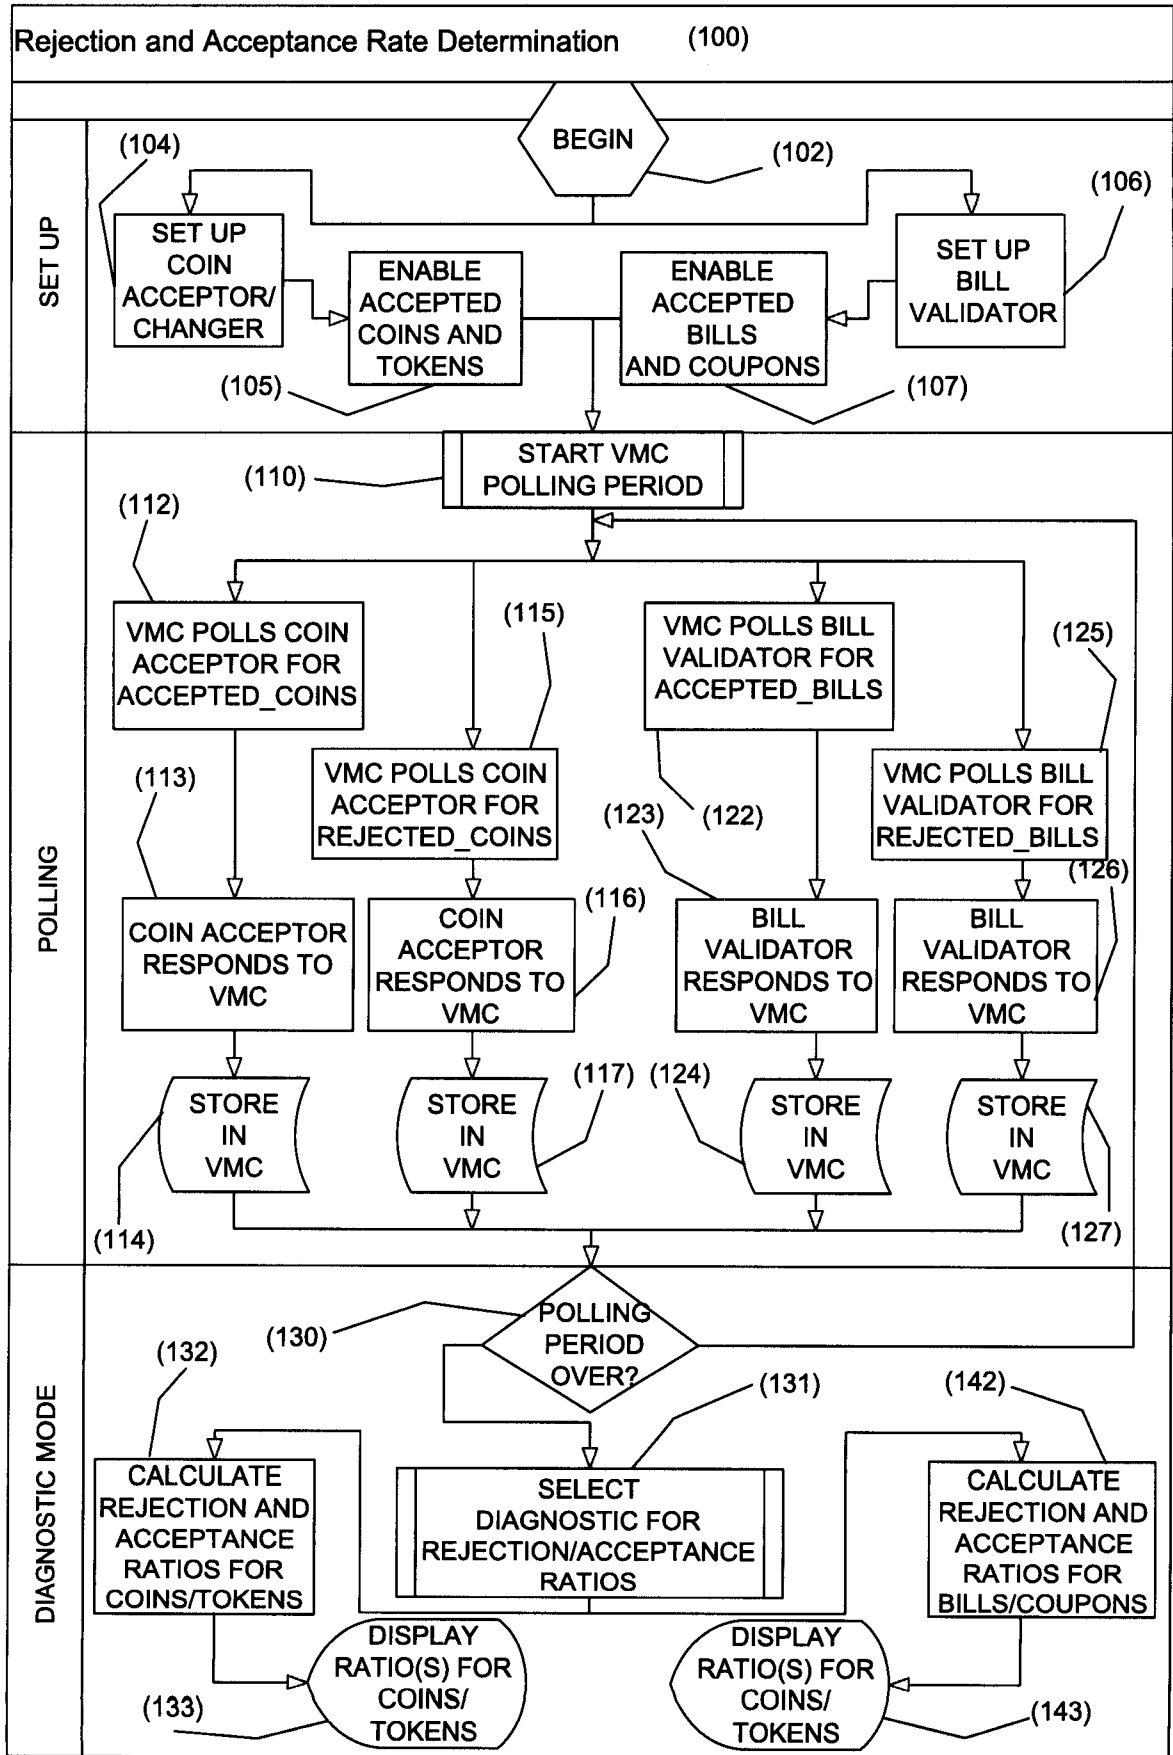 Rejection and Acceptance Rate Determination (100)
BEGIN
(102)
(104)
(106)
SET UP
SET UP
COIN
ACCEPTOR/
CHANGER
ENABLE
ACCEPTED
COINS AND
TOKENS
ENABLE
ACCEPTED
BILLS
AND COUPONS
SET UP
BILL
VALIDATOR
(105)
(107)
POLLING
START VMC
POLLING PERIOD
(110)
(112)
VMC POLLS COIN
ACCEPTOR FOR
ACCEPTED_COINS
(115)
VMC POLLS BILL
VALIDATOR FOR
ACCEPTED_BILLS
(125)
(113)
VMC POLLS COIN
ACCEPTOR FOR
REJECTED_COINS
(123)
(122)
VMC POLLS BILL
VALIDATOR FOR
REJECTED_BILLS
(126)
COIN ACCEPTOR
RESPONDS TO
VMC
COIN
ACCEPTOR
RESPONDS TO
VMC
(116)
BILL
VALIDATOR
RESPONDS TO
VMC
BILL
VALIDATOR
RESPONDS TO
VMC
STORE
IN
VMC
STORE
IN
VMC
(117)
(124)
STORE
IN
VMC
STORE
IN
VMC
(114)
(127)
DIAGNOSTIC MODE
(130)
POLLING
PERIOD
OVER?
(132)
(131)
(142)
CALCULATE
REJECTION AND
ACCEPTANCE
RATIOS FOR
COINS/TOKENS
SELECT
DIAGNOSTIC FOR
REJECTION/ACCEPTANCE
RATIOS
CALCULATE
REJECTION AND
ACCEPTANCE
RATIOS FOR
BILLS/COUPONS
DISPLAY
RATIO(S) FOR
COINS/
TOKENS
(133)
DISPLAY
RATIO(S) FOR
COINS/
TOKENS
(143)